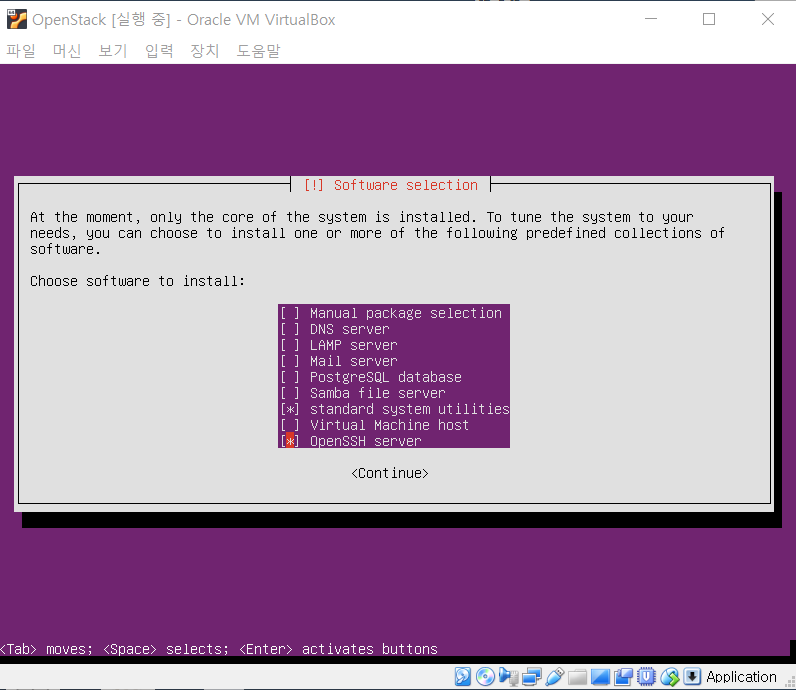 OpenStack [실행 중] - Oracle VM VirtualBox
파일 머신 보기 입력 장치 도움말
[!] Software selection
At the moment, only the core of the system is installed. To tune the system to your
needs, you can choose to install one or more of the following predefined collections of
software.
Choose software to install:
[ ] Manual package selection
[ ] DNS server
[ ] LAMP server
[ ] Mail server
[ ] PostgreSQL database
[ ] Samba file server
[*] standard system utilities
[ ] Virtual Machine host
[*] OpenSSH server
<Continue>
<Tab> moves; <Space> selects; <Enter> activates buttons
Application